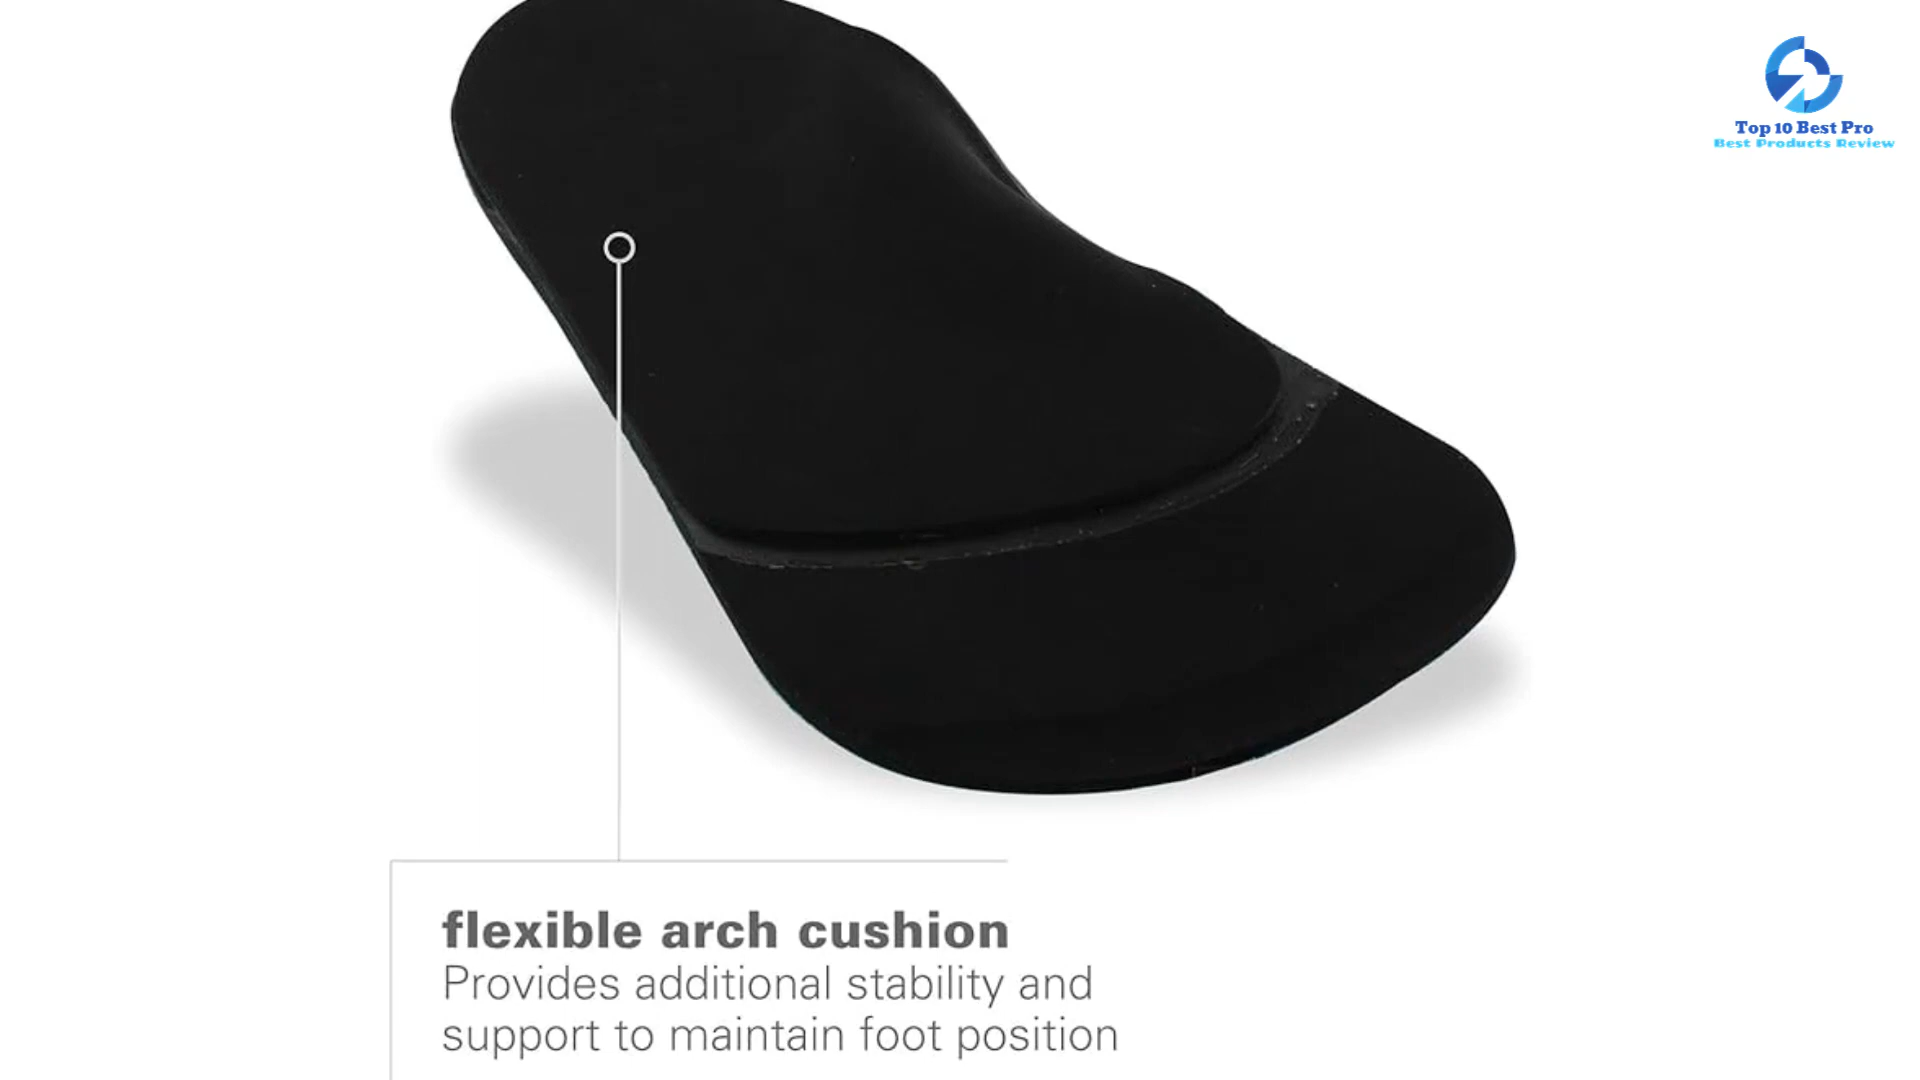 Top 10 Best Pro
Best Products Review
flexible arch cushion
Provides additional stability and
support to maintain foot position